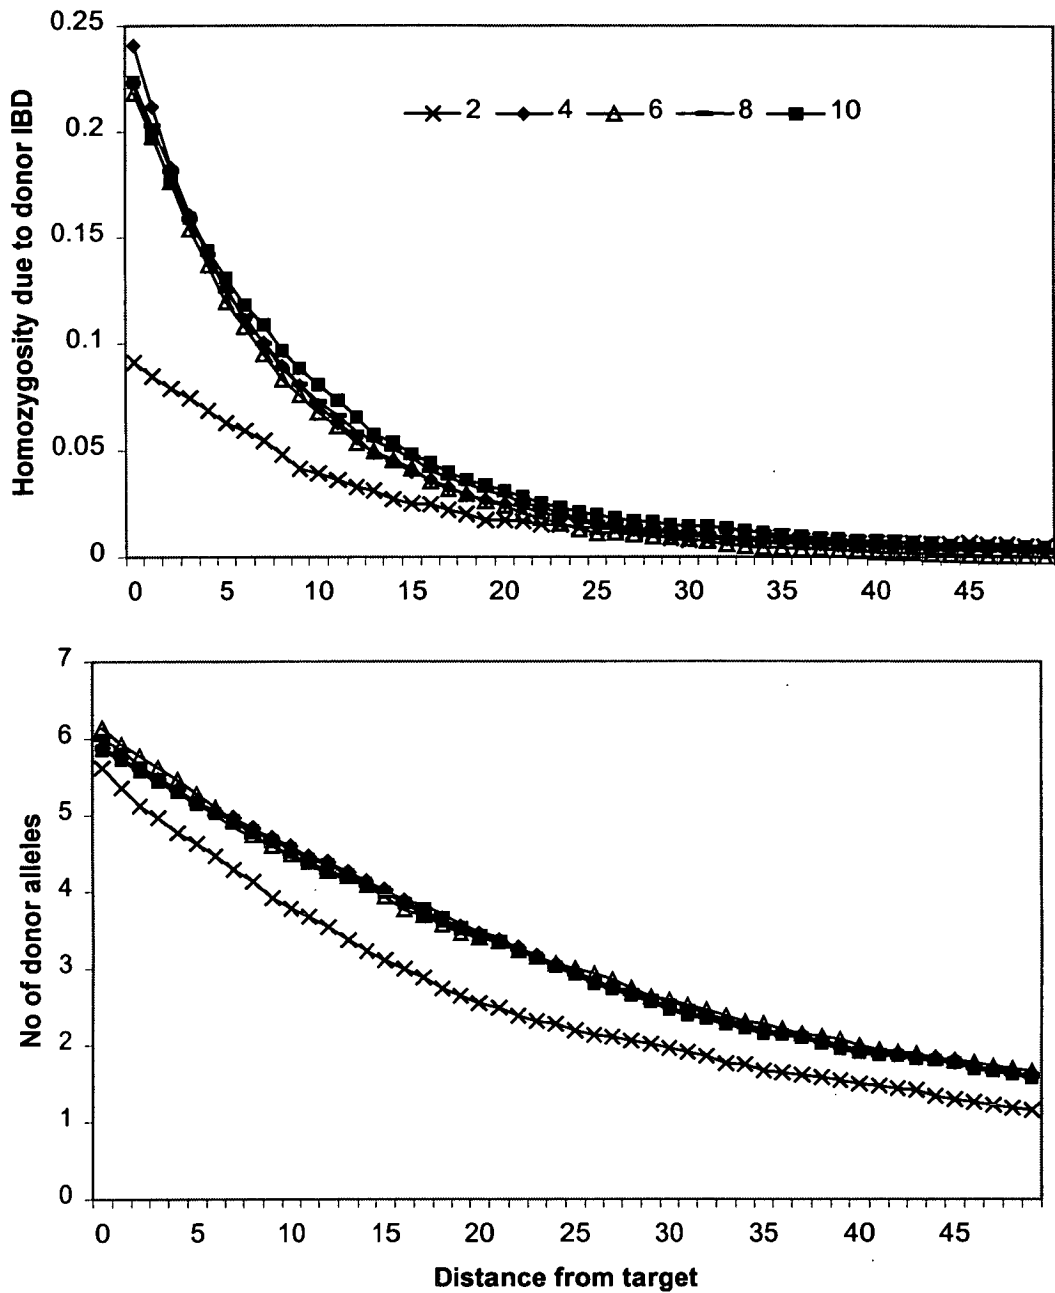 0.25
0.2
0.15
0.1
0.05
0
Homozygosity due to donor IBD
2 4 6 8 10
0 5 10 15 20 25 30 35 40 45
7
6
5
4
3
2
1
0
No of donor alleles
0 5 10 15 20 25 30 35 40 45
Distance from target